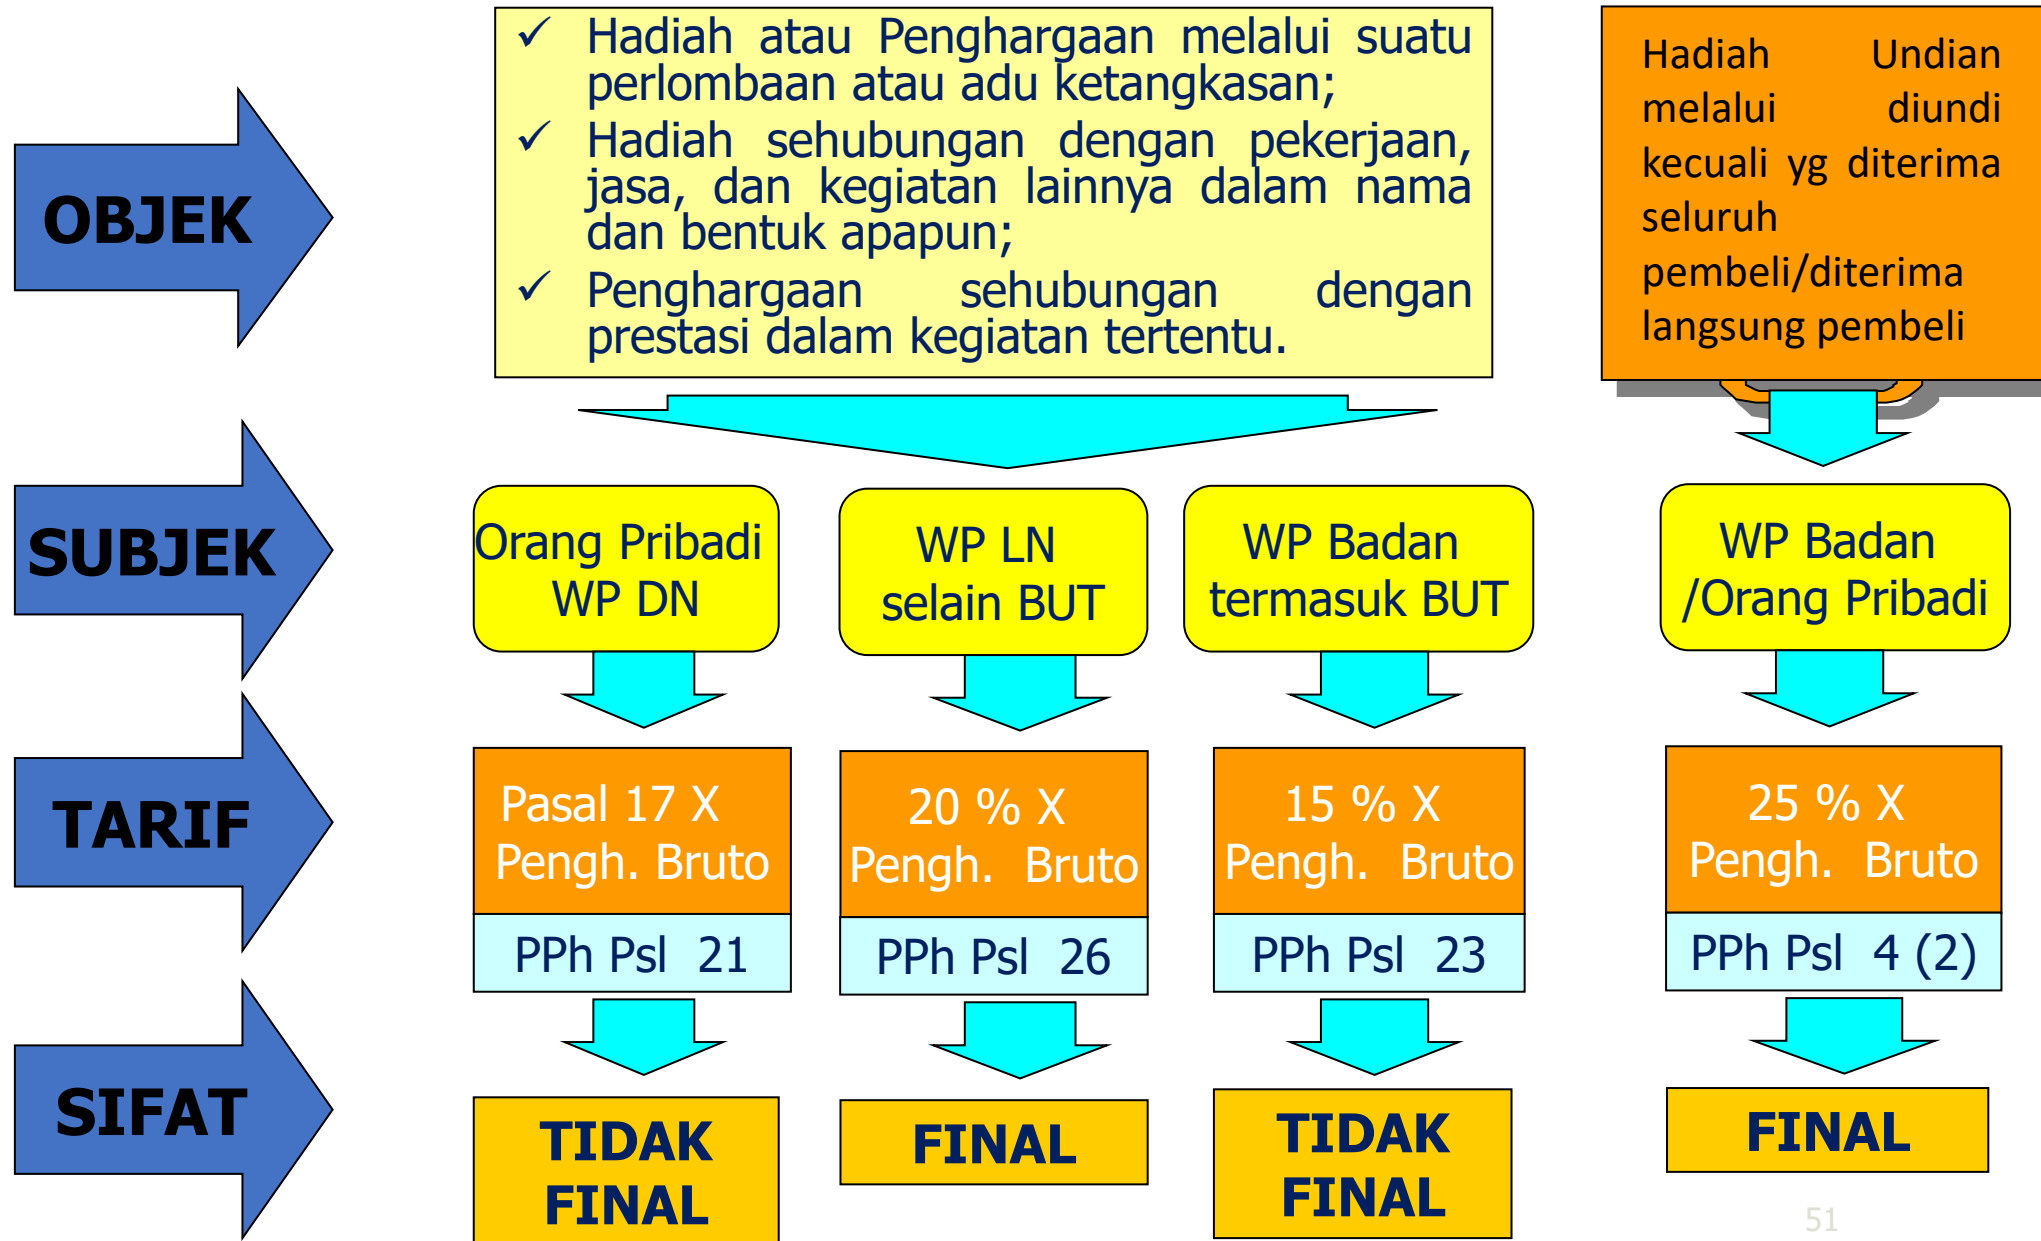 OBJEK
✓ Hadiah atau Penghargaan melalui suatu
perlombaan atau adu ketangkasan;
✓ Hadiah sehubungan dengan pekerjaan,
jasa, dan kegiatan lainnya dalam nama
dan bentuk apapun;
✓ Penghargaan sehubungan dengan
prestasi dalam kegiatan tertentu.
Hadiah Undian
melalui diundi
kecuali yg diterima
seluruh
pembeli/diterima
langsung pembeli
SUBJEK
Orang Pribadi
WP DN
WP LN
selain BUT
WP Badan
termasuk BUT
WP Badan
/Orang Pribadi
TARIF
Pasal 17 X
Pengh. Bruto
PPh Psl 21
20 % X
Pengh. Bruto
PPh Psl 26
15 % X
Pengh. Bruto
PPh Psl 23
25 % X
Pengh. Bruto
PPh Psl 4 (2)
SIFAT
TIDAK
FINAL
FINAL
TIDAK
FINAL
FINAL
51